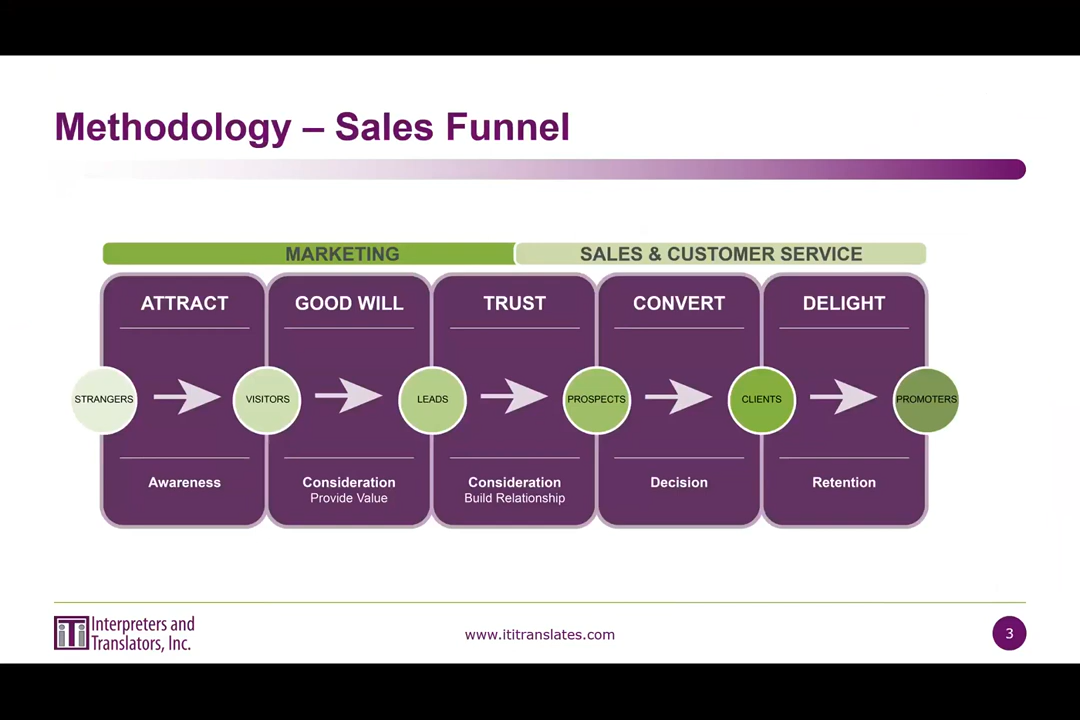 Methodology – Sales Funnel
MARKETING
SALES & CUSTOMER SERVICE
ATTRACT
GOOD WILL
TRUST
CONVERT
DELIGHT
STRANGERS
VISITORS
LEADS
PROSPECTS
CLIENTS
PROMOTERS
Awareness
Consideration
Provide Value
Consideration
Build Relationship
Decision
Retention
iTi
Interpreters and
Translators, Inc.
www.ititranslates.com
3